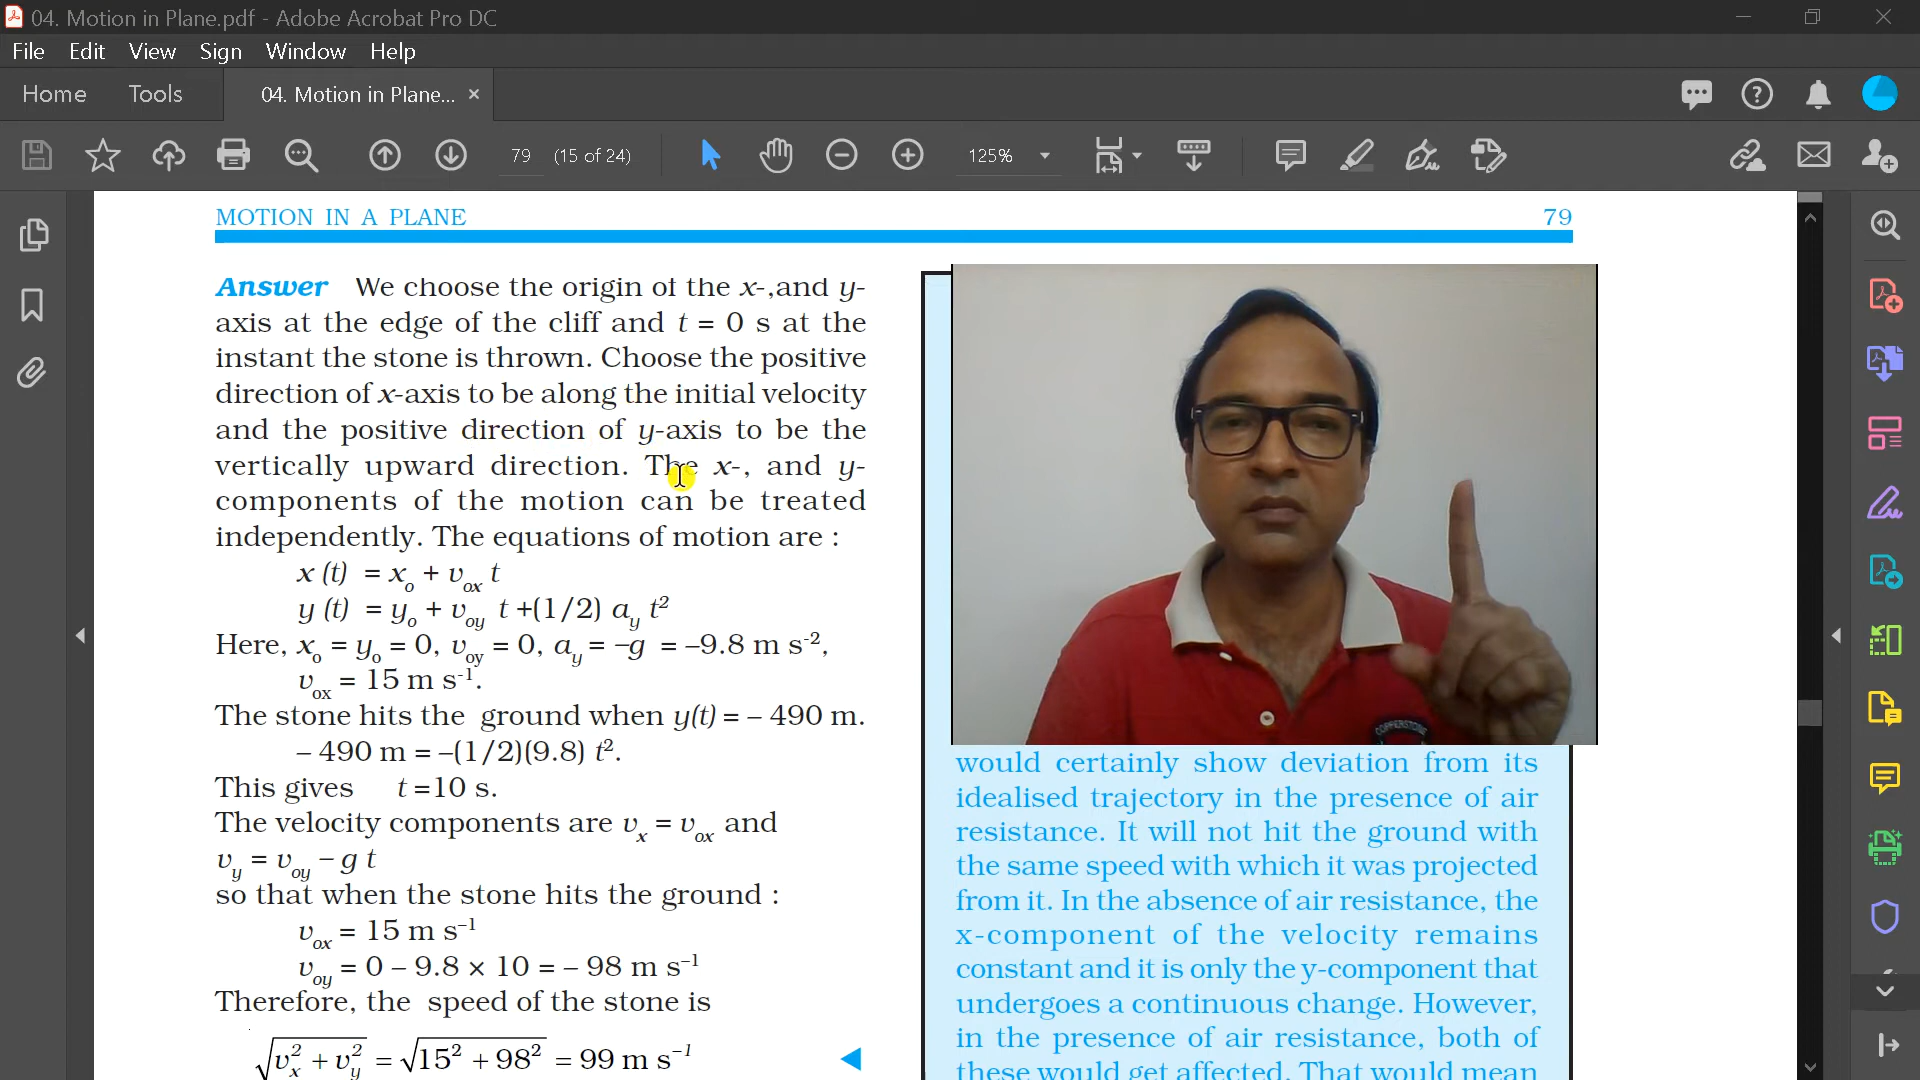 04. Motion in Plane.pdf - Adobe Acrobat Pro DC
File Edit View Sign Window Help
Home Tools 04. Motion in Plane... ×
79 (15 of 24) 125%
MOTION IN A PLANE 79
Answer We choose the origin of the x-,and y-
axis at the edge of the cliff and t = 0 s at the
instant the stone is thrown. Choose the positive
direction of x-axis to be along the initial velocity
and the positive direction of y-axis to be the
vertically upward direction. The x-, and y-
components of the motion can be treated
independently. The equations of motion are :
x (t) = xₒ + vₒₓ t
y (t) = yₒ + v_oy t +(1/2) a_y t²
Here, xₒ = yₒ = 0, v_oy = 0, a_y = –g = –9.8 m s⁻²,
vₒₓ = 15 m s⁻¹.
The stone hits the ground when y(t) = – 490 m.
– 490 m = –(1/2)(9.8) t².
This gives t =10 s.
The velocity components are vₓ = vₒₓ and
v_y = v_oy – g t
so that when the stone hits the ground :
vₒₓ = 15 m s⁻¹
v_oy = 0 – 9.8 × 10 = – 98 m s⁻¹
Therefore, the speed of the stone is
√(vₓ² + v_y²) = √(15² + 98²) = 99 m s⁻¹
would certainly show deviation from its
idealised trajectory in the presence of air
resistance. It will not hit the ground with
the same speed with which it was projected
from it. In the absence of air resistance, the
x-component of the velocity remains
constant and it is only the y-component that
undergoes a continuous change. However,
in the presence of air resistance, both of
these would get affected. That would mean